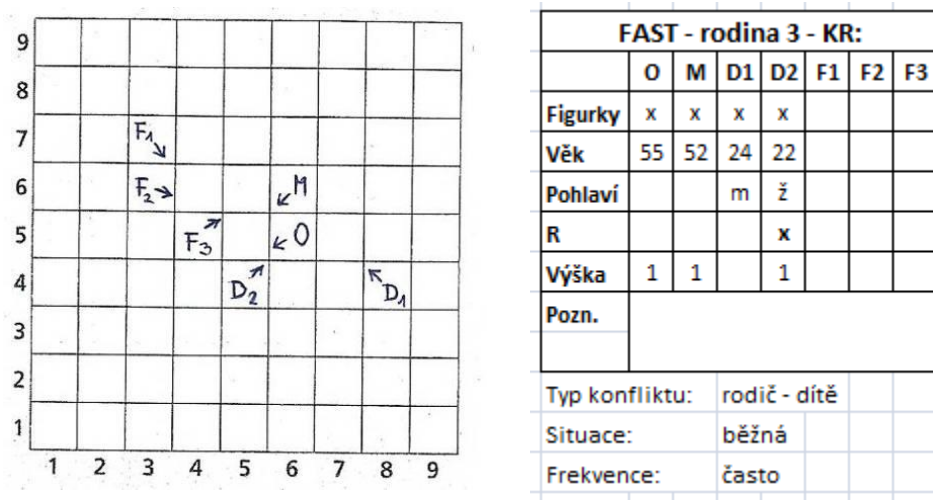 9
8
7 F1
6 F2 M
5 F3 O
4 D2 D1
3
2
1
1 2 3 4 5 6 7 8 9
FAST - rodina 3 - KR:
O M D1 D2 F1 F2 F3
Figurky x x x x
Věk 55 52 24 22
Pohlaví m ž
R x
Výška 1 1 1
Pozn.
Typ konfliktu: rodič - dítě
Situace: běžná
Frekvence: často